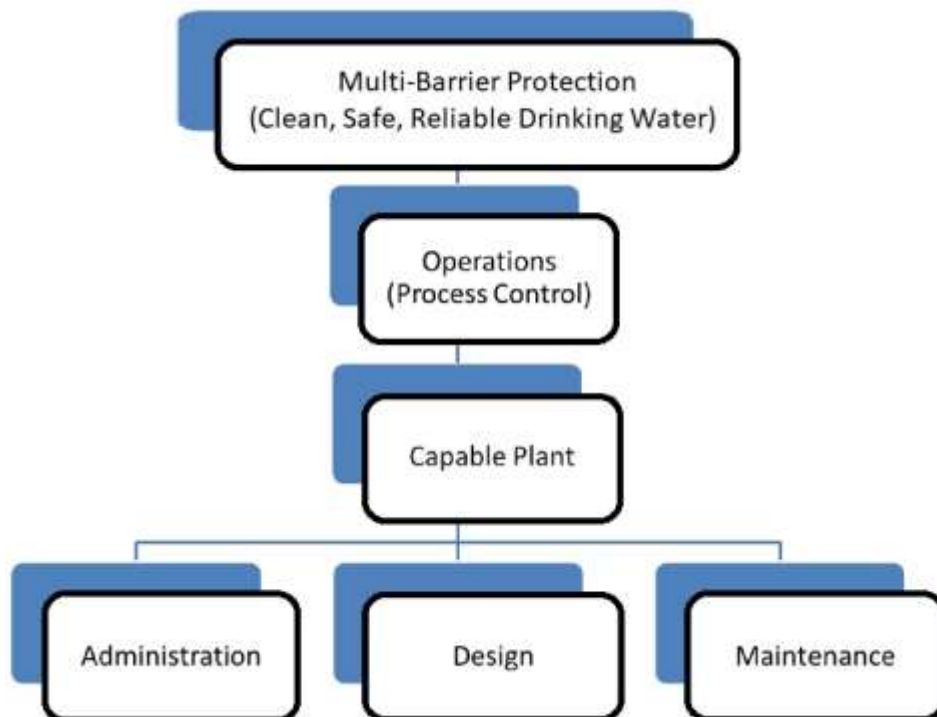 Multi-Barrier Protection
(Clean, Safe, Reliable Drinking Water)
Operations
(Process Control)
Capable Plant
Administration
Design
Maintenance